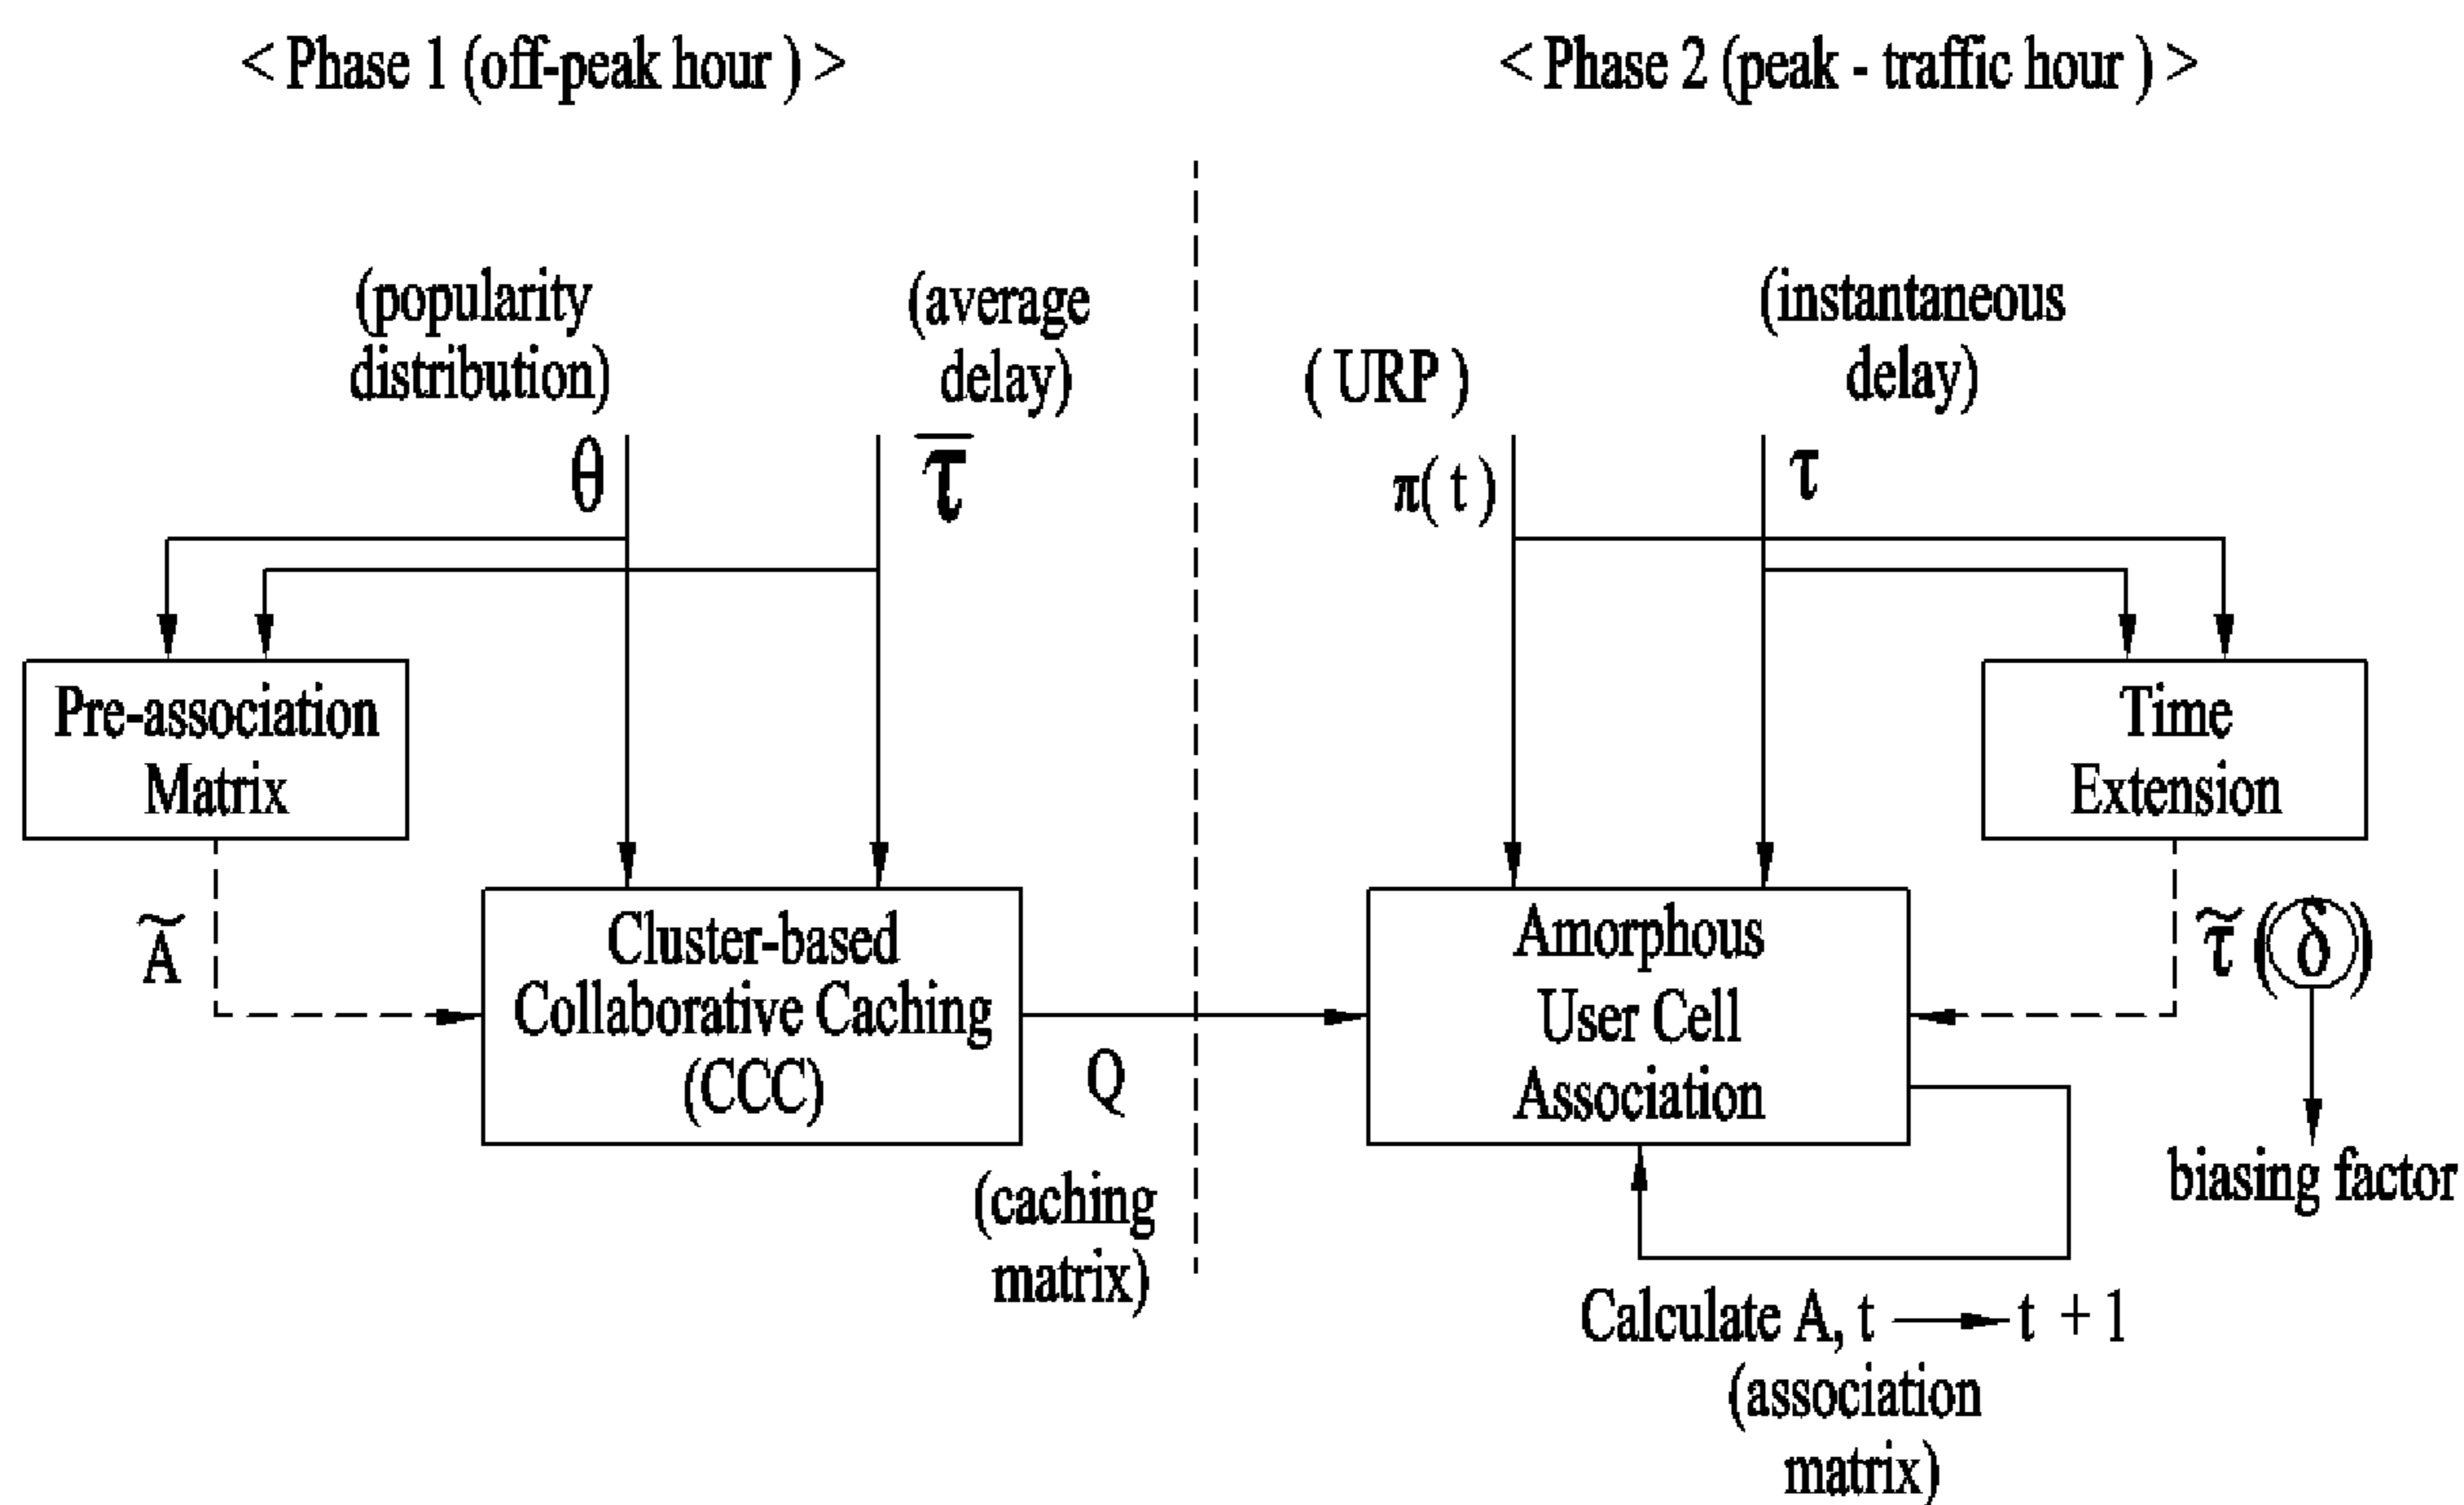 < Phase 1 (off-peak hour ) >
(popularity
distribution)
θ
(average
delay)
τ̅
Pre-association
Matrix
Ã
Cluster-based
Collaborative Caching
(CCC)
Q
(caching
matrix)
< Phase 2 (peak - traffic hour ) >
( URP )
π( t )
(instantaneous
delay)
τ
Time
Extension
τ̃ (δ)
biasing factor
Amorphous
User Cell
Association
Calculate A, t → t + 1
(association
matrix)